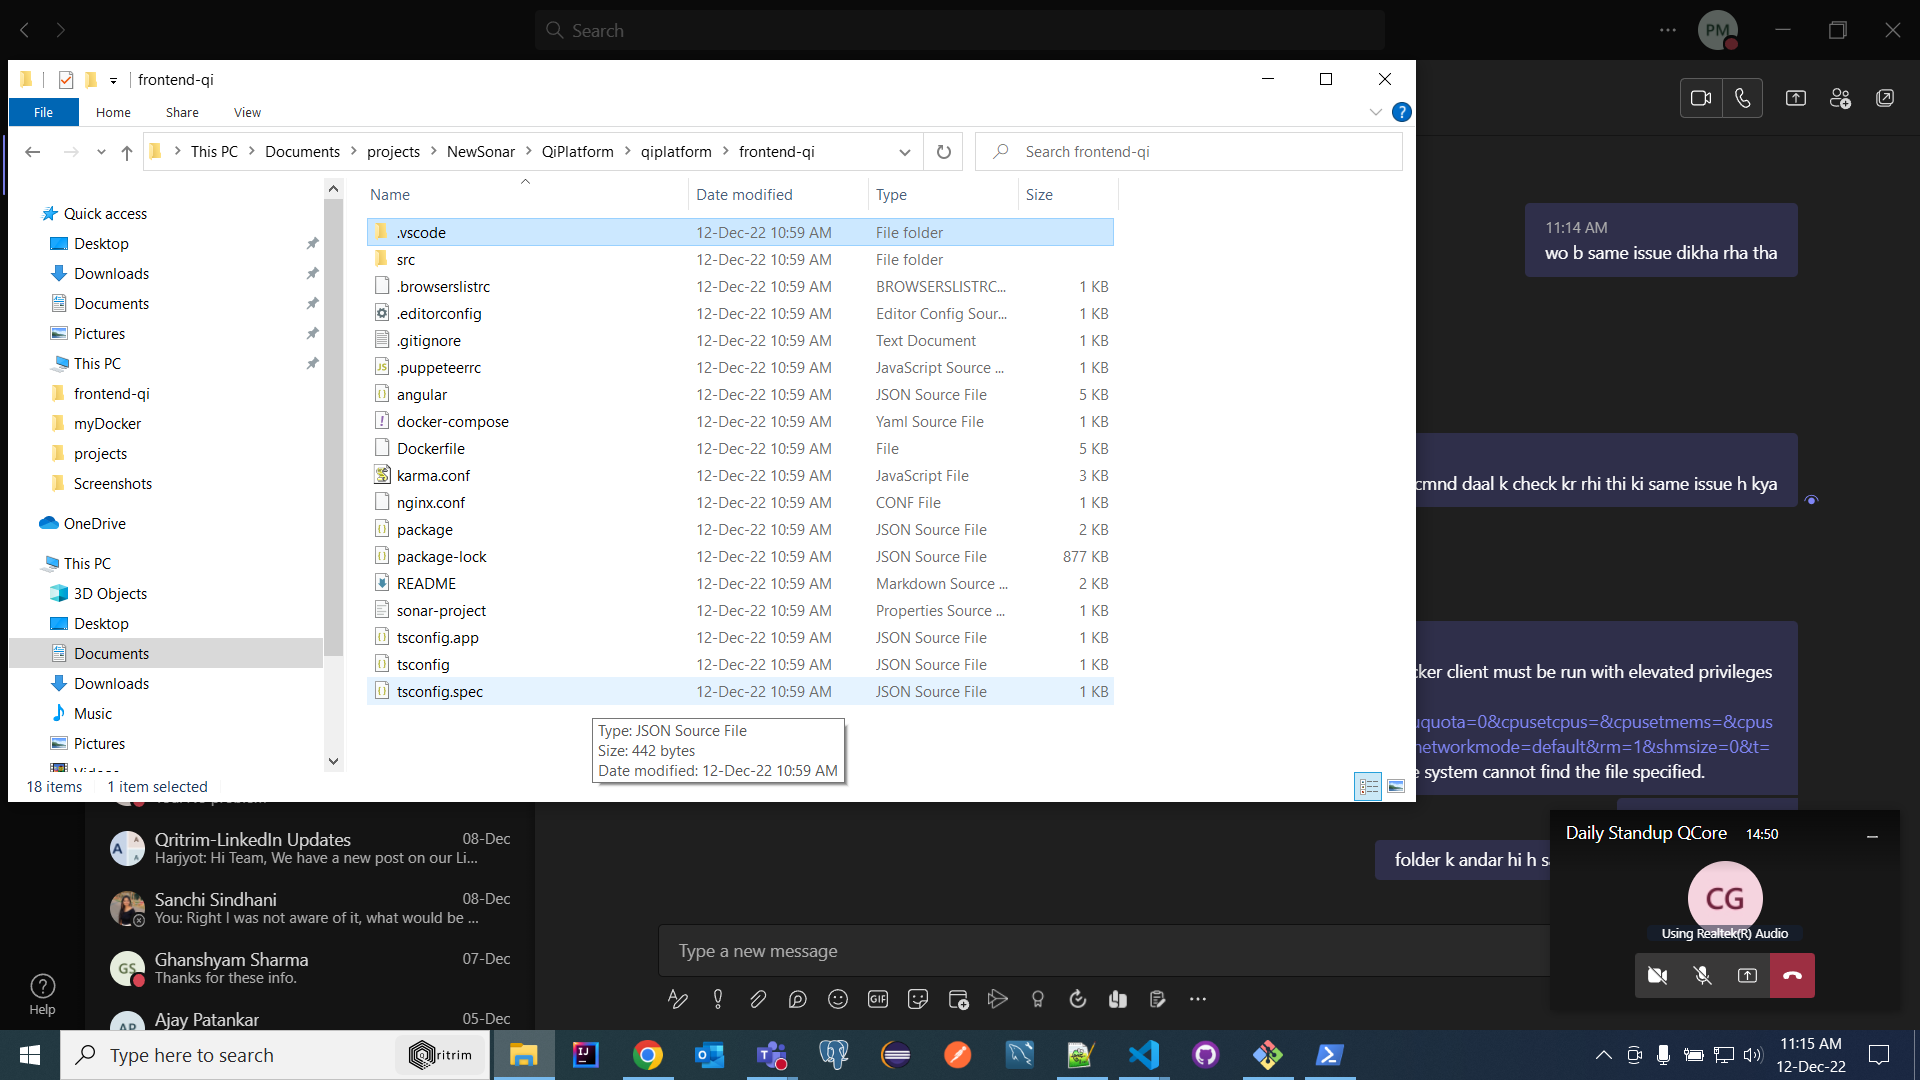 Search
PM
frontend-qi
File
Home
Share
View
This PC
Documents
projects
NewSonar
QiPlatform
qiplatform
frontend-qi
Search frontend-qi
Quick access
Desktop
Downloads
Documents
Pictures
This PC
frontend-qi
myDocker
projects
Screenshots
OneDrive
This PC
3D Objects
Desktop
Documents
Downloads
Music
Pictures
Name Date modified Type Size
.vscode 12-Dec-22 10:59 AM File folder
src 12-Dec-22 10:59 AM File folder
.browserslistrc 12-Dec-22 10:59 AM BROWSERSLISTRC... 1 KB
.editorconfig 12-Dec-22 10:59 AM Editor Config Sour... 1 KB
.gitignore 12-Dec-22 10:59 AM Text Document 1 KB
.puppeteerrc 12-Dec-22 10:59 AM JavaScript Source ... 1 KB
angular 12-Dec-22 10:59 AM JSON Source File 5 KB
docker-compose 12-Dec-22 10:59 AM Yaml Source File 1 KB
Dockerfile 12-Dec-22 10:59 AM File 5 KB
karma.conf 12-Dec-22 10:59 AM JavaScript File 3 KB
nginx.conf 12-Dec-22 10:59 AM CONF File 1 KB
package 12-Dec-22 10:59 AM JSON Source File 2 KB
package-lock 12-Dec-22 10:59 AM JSON Source File 877 KB
README 12-Dec-22 10:59 AM Markdown Source ... 2 KB
sonar-project 12-Dec-22 10:59 AM Properties Source ... 1 KB
tsconfig.app 12-Dec-22 10:59 AM JSON Source File 1 KB
tsconfig 12-Dec-22 10:59 AM JSON Source File 1 KB
tsconfig.spec 12-Dec-22 10:59 AM JSON Source File 1 KB
Type: JSON Source File
Size: 442 bytes
Date modified: 12-Dec-22 10:59 AM
18 items 1 item selected
11:14 AM
wo b same issue dikha rha tha
cmnd daal k check kr rhi thi ki same issue h kya
cker client must be run with elevated privileges
uquota=0&cpusetcpus=&cpusetmems=&cpus
networkmode=default&rm=1&shmsize=0&t=
e system cannot find the file specified.
folder k andar hi h
Daily Standup QCore 14:50
CG
Using Realtek(R) Audio
Qritrim-LinkedIn Updates 08-Dec
Harjyot: Hi Team, We have a new post on our Li...
Sanchi Sindhani 08-Dec
You: Right I was not aware of it, what would be ...
GS
Ghanshyam Sharma 07-Dec
Thanks for these info.
AP
Ajay Patankar 05-Dec
Help
Type a new message
GIF
Type here to search
Qritrim
11:15 AM
12-Dec-22